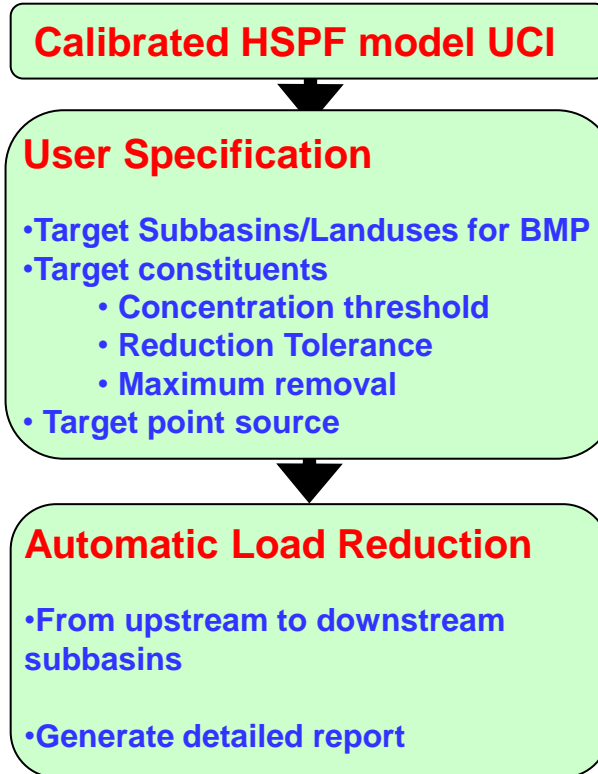 Calibrated HSPF model UCI
User Specification
•Target Subbasins/Landuses for BMP
•Target constituents
• Concentration threshold
• Reduction Tolerance
• Maximum removal
• Target point source
Automatic Load Reduction
•From upstream to downstream
subbasins
•Generate detailed report